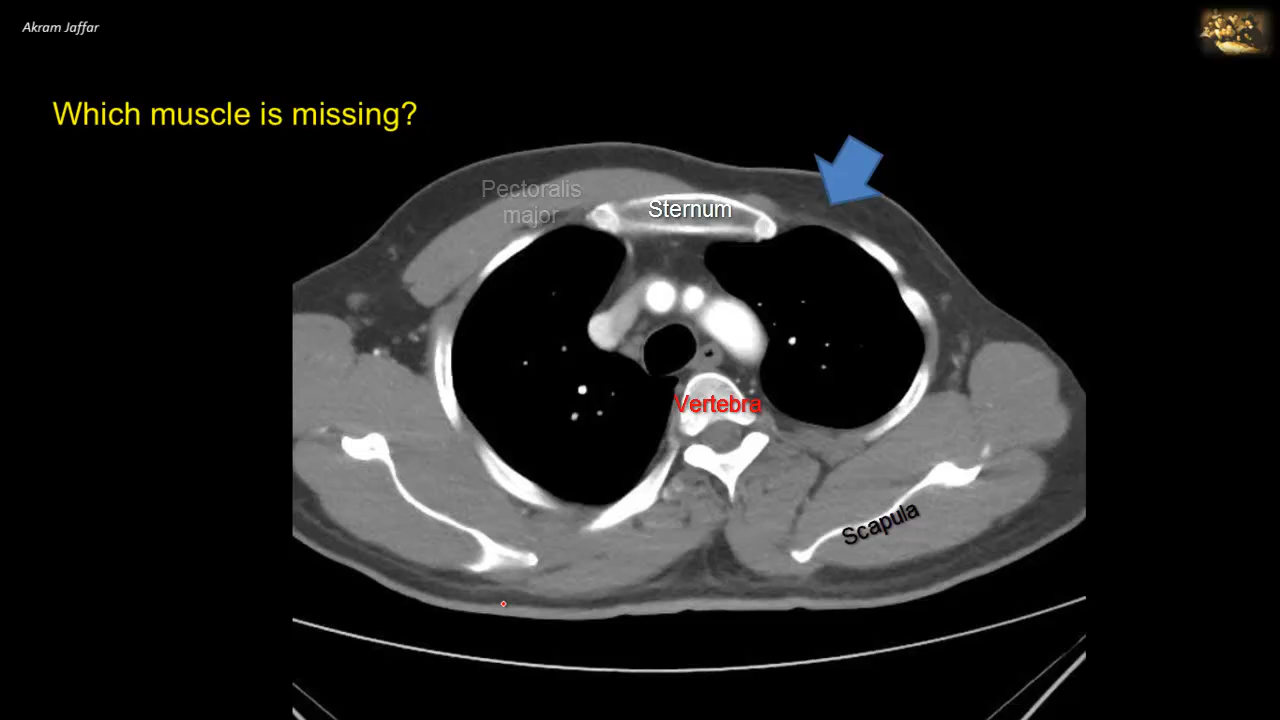 Akram Jaffar
Which muscle is missing?
Pectoralis
major
Sternum
Vertebra
Scapula